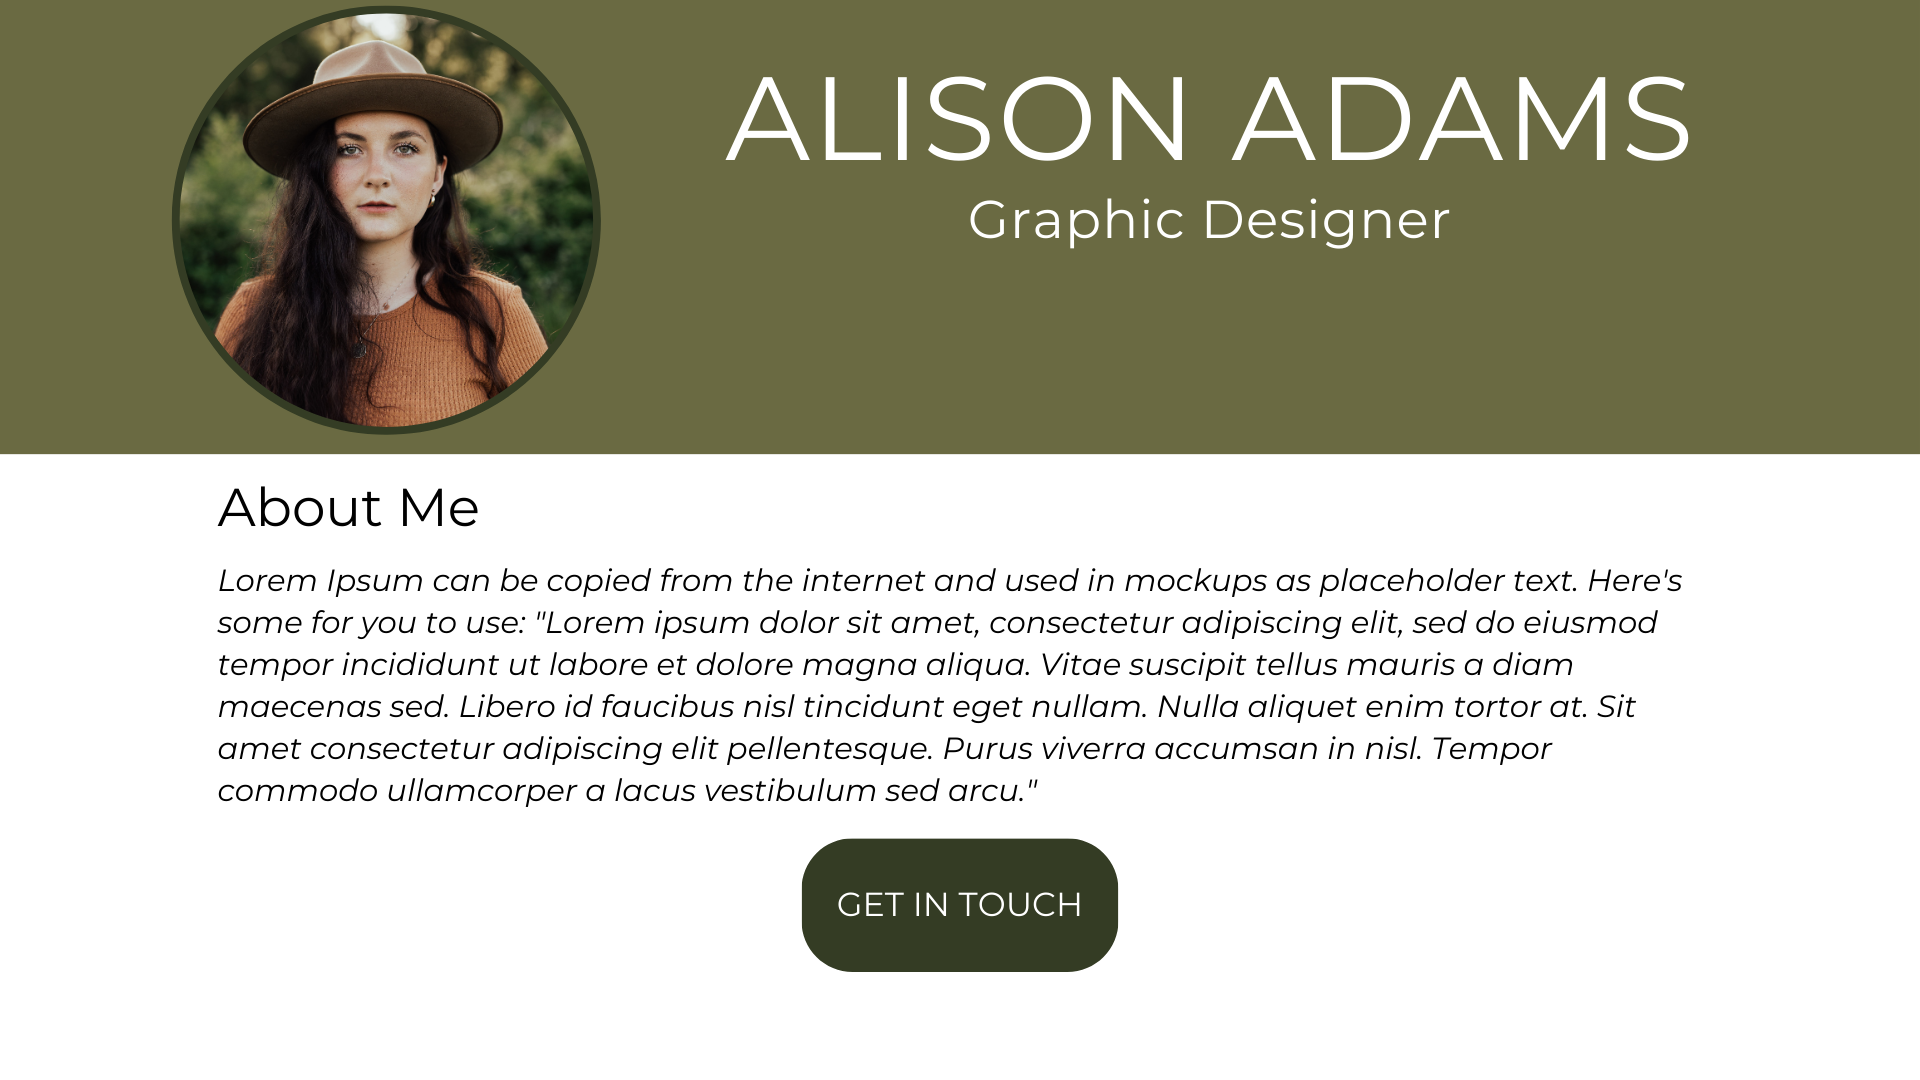 ALISON ADAMS
Graphic Designer
About Me
Lorem Ipsum can be copied from the internet and used in mockups as placeholder text. Here's
some for you to use: "Lorem ipsum dolor sit amet, consectetur adipiscing elit, sed do eiusmod
tempor incididunt ut labore et dolore magna aliqua. Vitae suscipit tellus mauris a diam
maecenas sed. Libero id faucibus nisl tincidunt eget nullam. Nulla aliquet enim tortor at. Sit
amet consectetur adipiscing elit pellentesque. Purus viverra accumsan in nisl. Tempor
commodo ullamcorper a lacus vestibulum sed arcu."
GET IN TOUCH